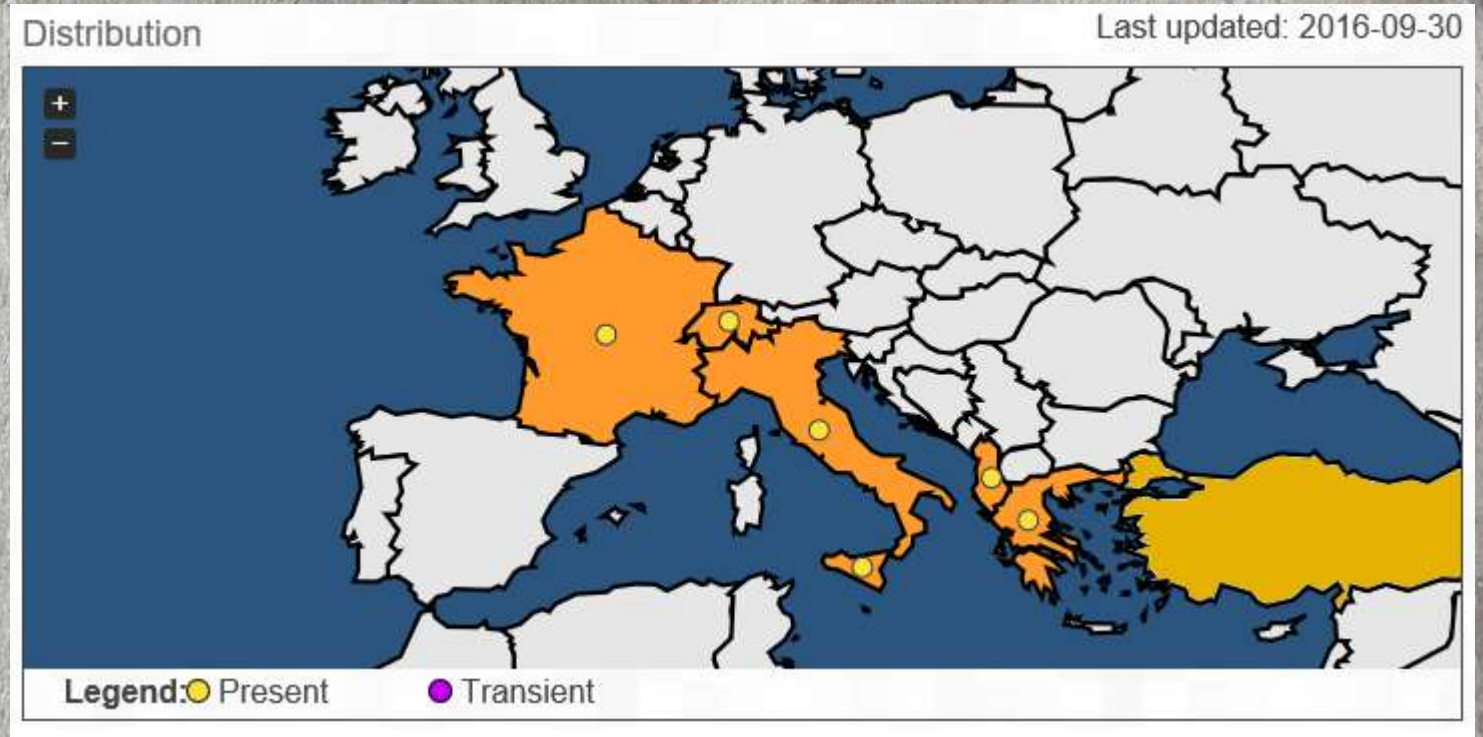 Distribution
Last updated: 2016-09-30
+
−
Legend: Present Transient